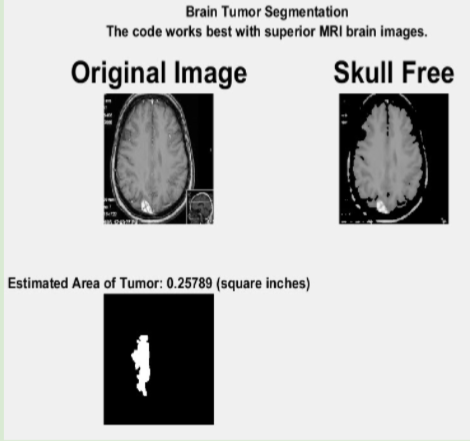 Brain Tumor Segmentation
The code works best with superior MRI brain images.
Original Image
Skull Free
Estimated Area of Tumor: 0.25789 (square inches)